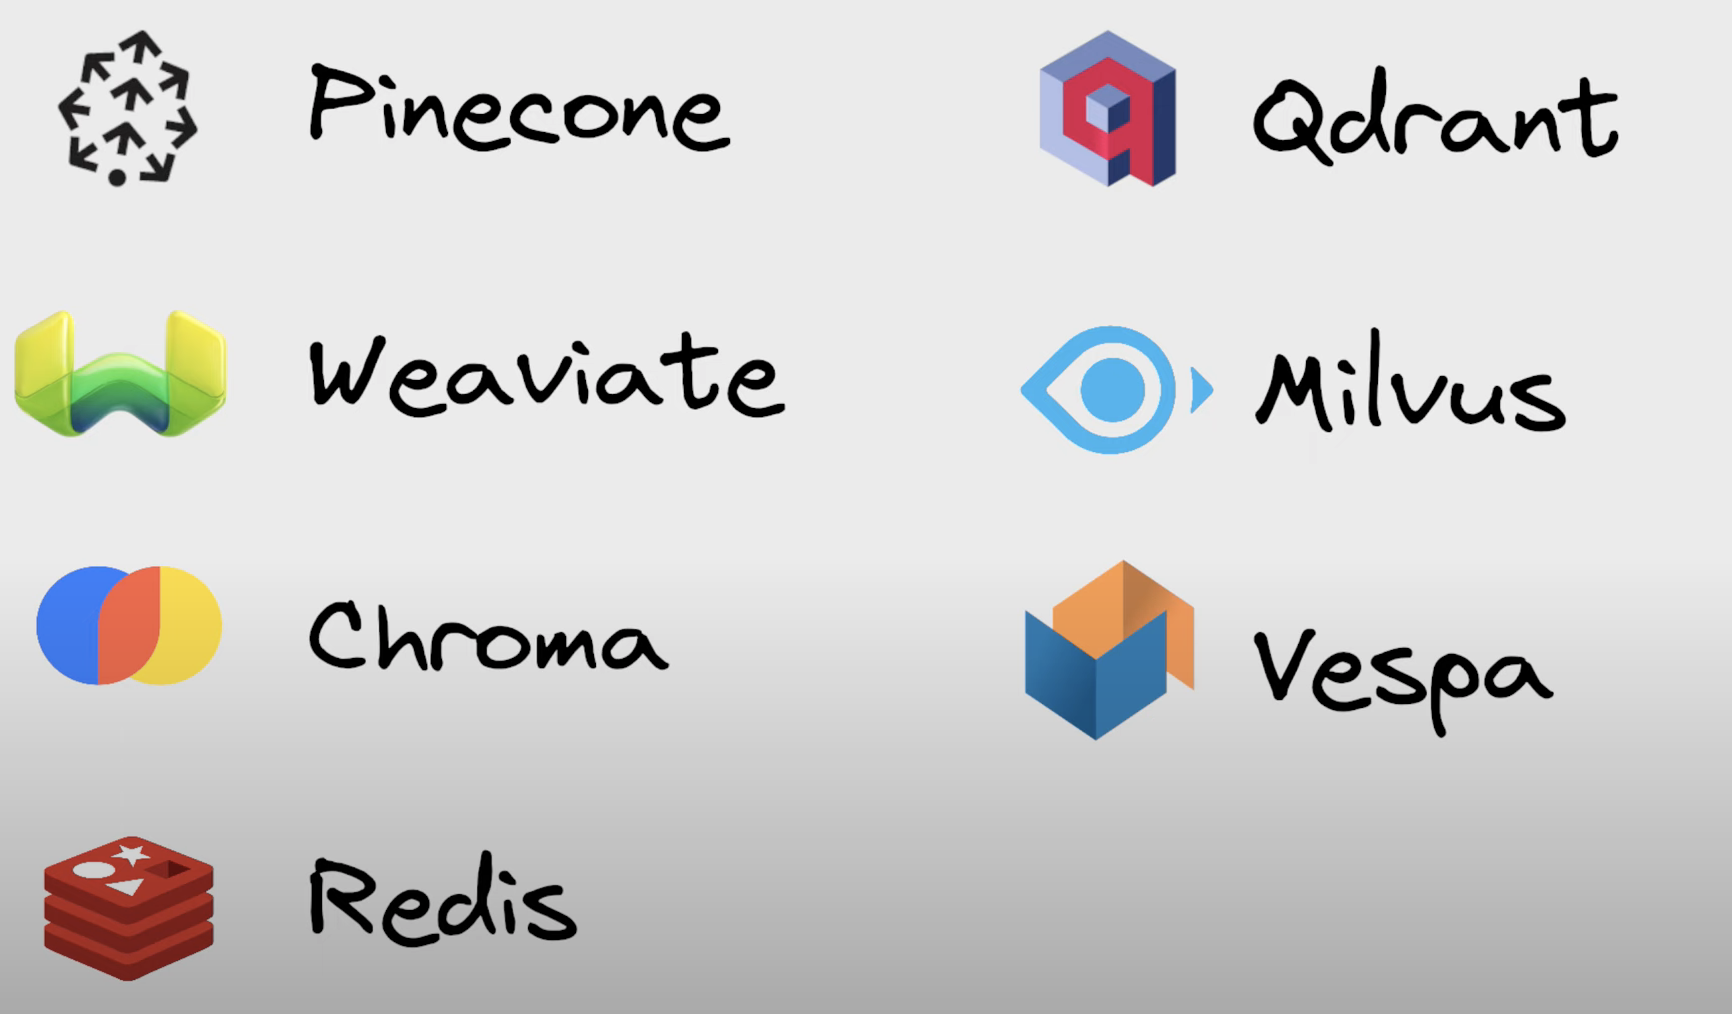 Pinecone
Qdrant
Weaviate
Milvus
Chroma
Vespa
Redis